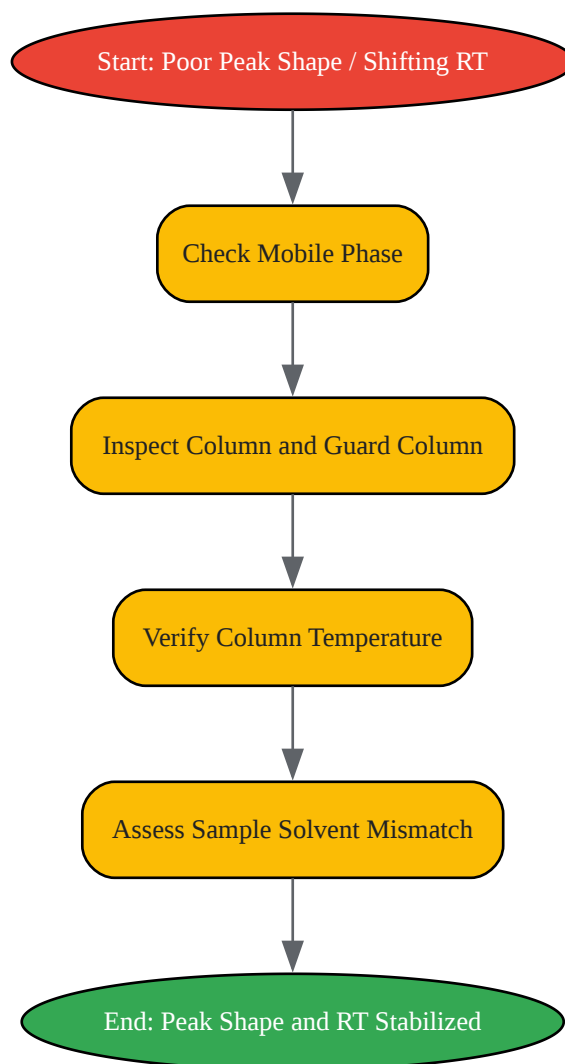 Start: Poor Peak Shape / Shifting RT
Check Mobile Phase
Inspect Column and Guard Column
Verify Column Temperature
Assess Sample Solvent Mismatch
End: Peak Shape and RT Stabilized